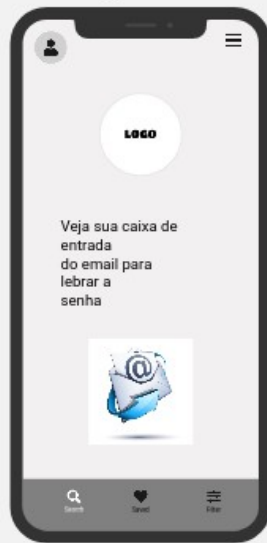 LOGO
Veja sua caixa de
entrada
do email para
lebrar a
senha
@
Search
Saved
Filter